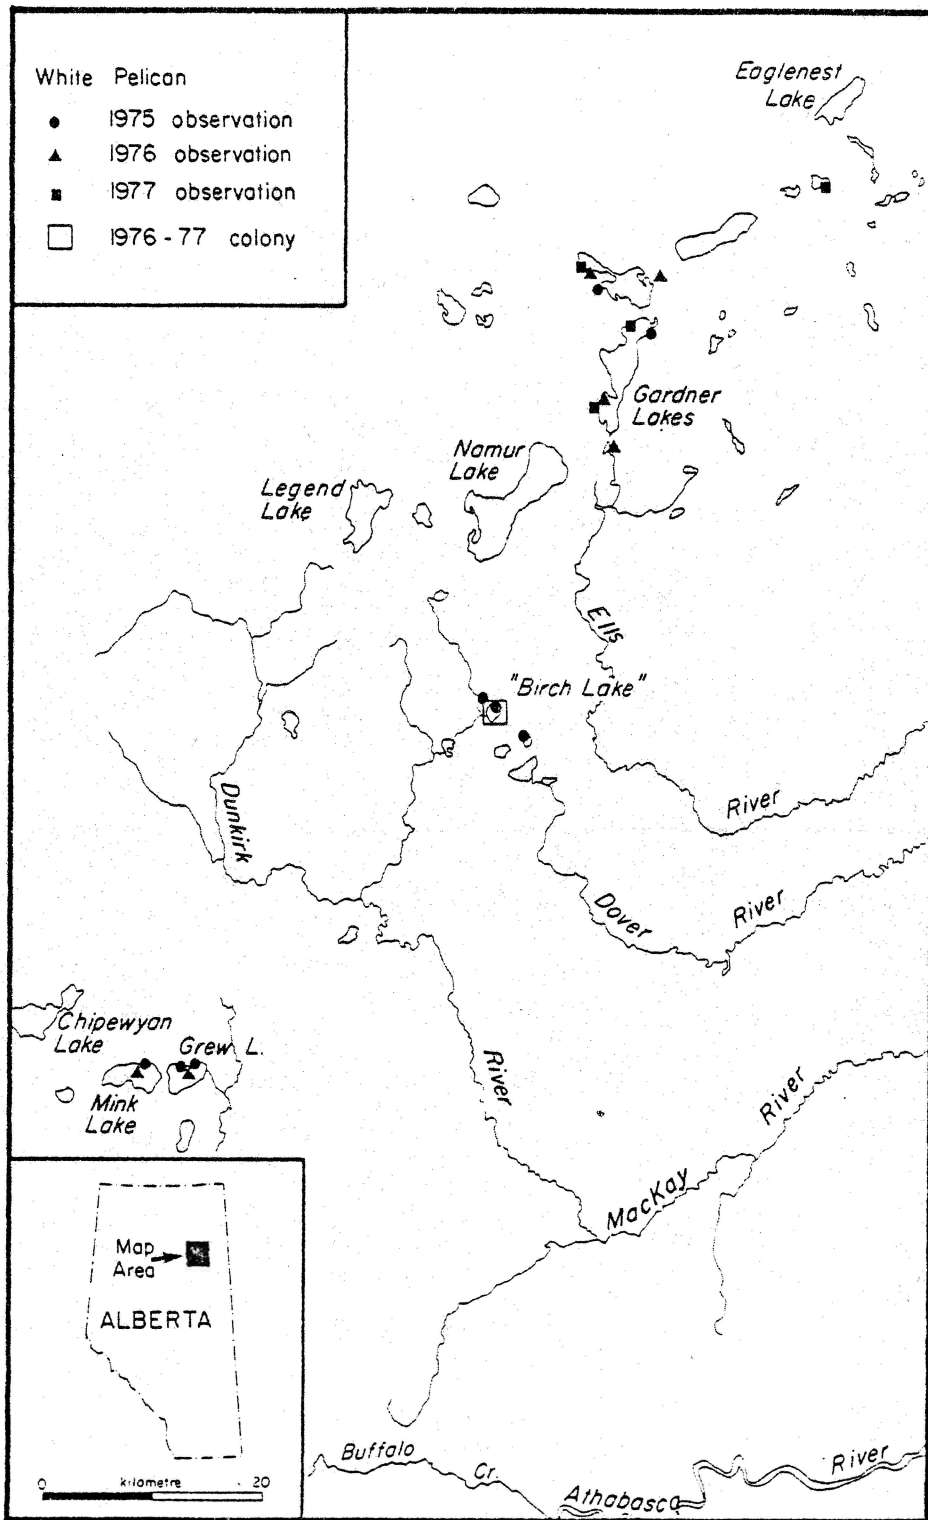 White Pelican
1975 observation
1976 observation
1977 observation
1976-77 colony
Eaglenest
Lake
Gardner
Lakes
Namur
Lake
Legend
Lake
Ells
"Birch Lake"
River
Dunkirk
Dover
River
Chipewyan
Lake
Grew L.
Mink
Lake
River
River
MacKay
Map
Area
ALBERTA
0 kilometre 20
Buffalo
Cr.
Athabasca
River